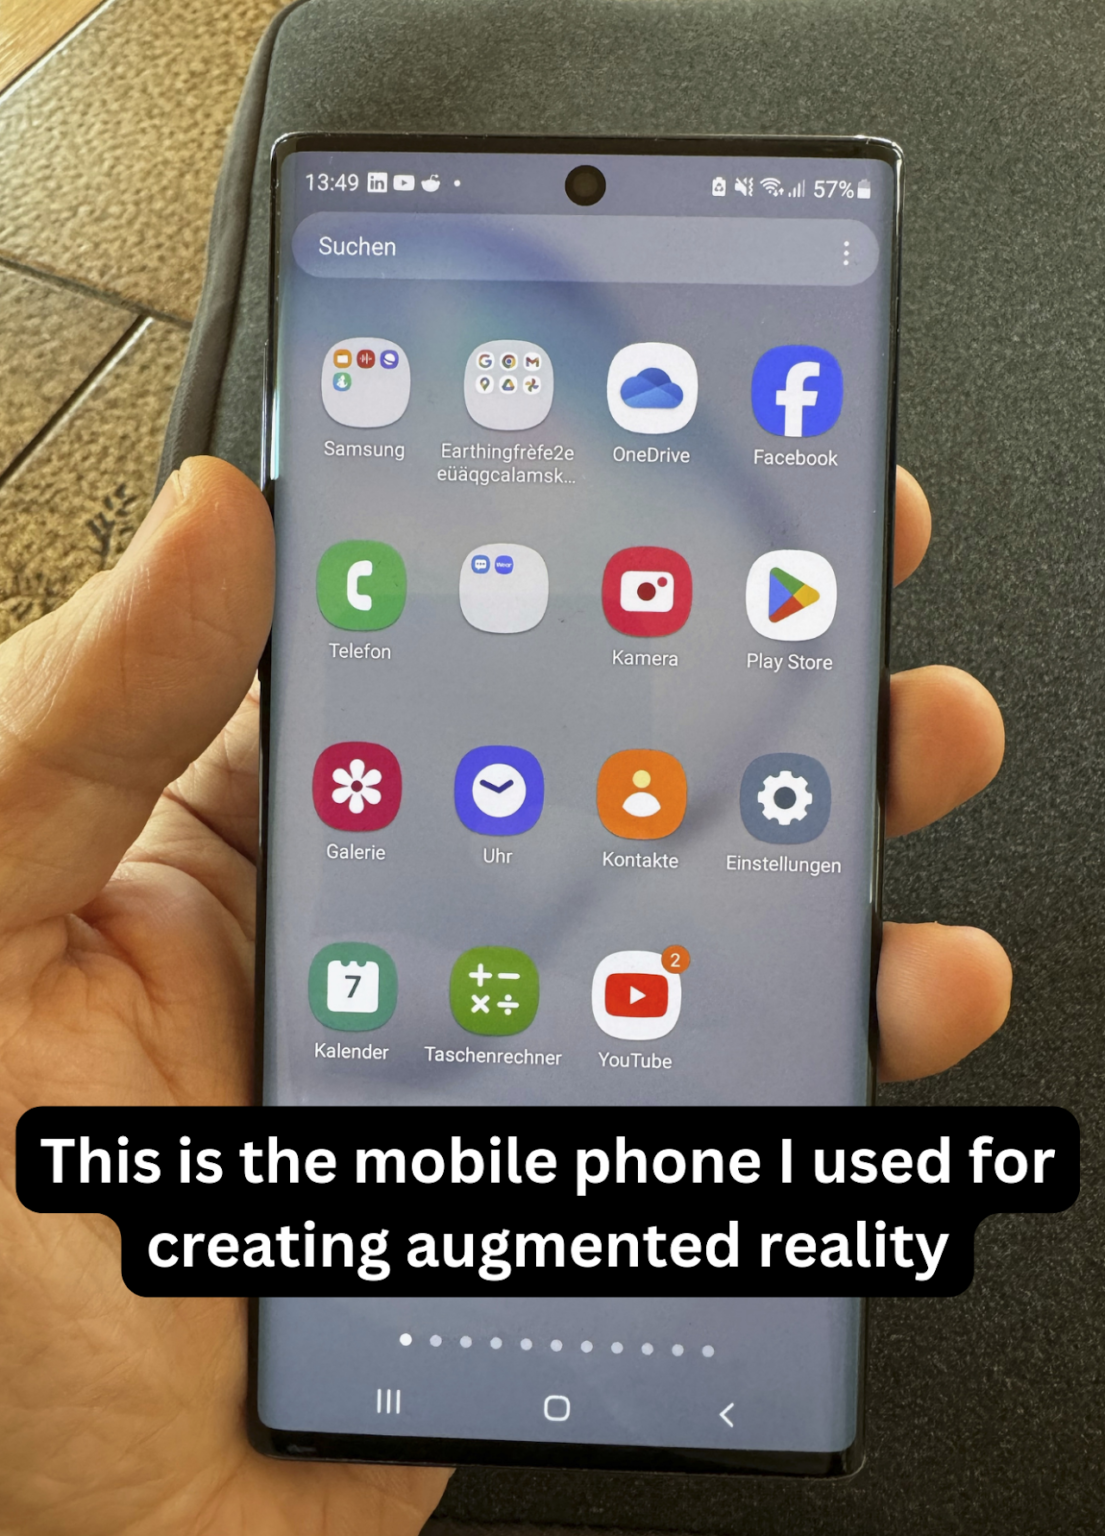 13:49
57%
Suchen
Samsung
Earthingfrèfe2e
eüäqgcalamsk...
OneDrive
Facebook
Telefon
Kamera
Play Store
Galerie
Uhr
Kontakte
Einstellungen
7
2
Kalender
Taschenrechner
YouTube
This is the mobile phone I used for
creating augmented reality